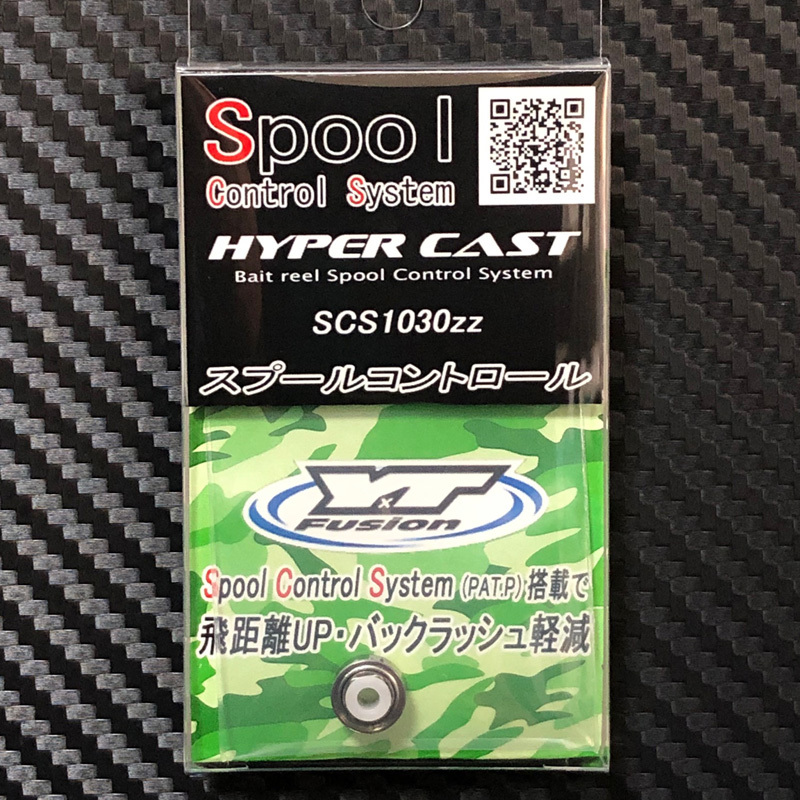 Spool
Control System
HYPER CAST
Bait reel Spool Control System
SCS1030zz
スプールコントロール
YxT
Fusion
Spool Control System (PAT.P) 搭載で
飛距離UP・バックラッシュ軽減